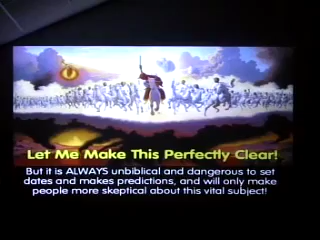 Let Me Make This Perfectly Clear!
But it is ALWAYS unbiblical and dangerous to set
dates and makes predictions, and will only make
people more skeptical about this vital subject!